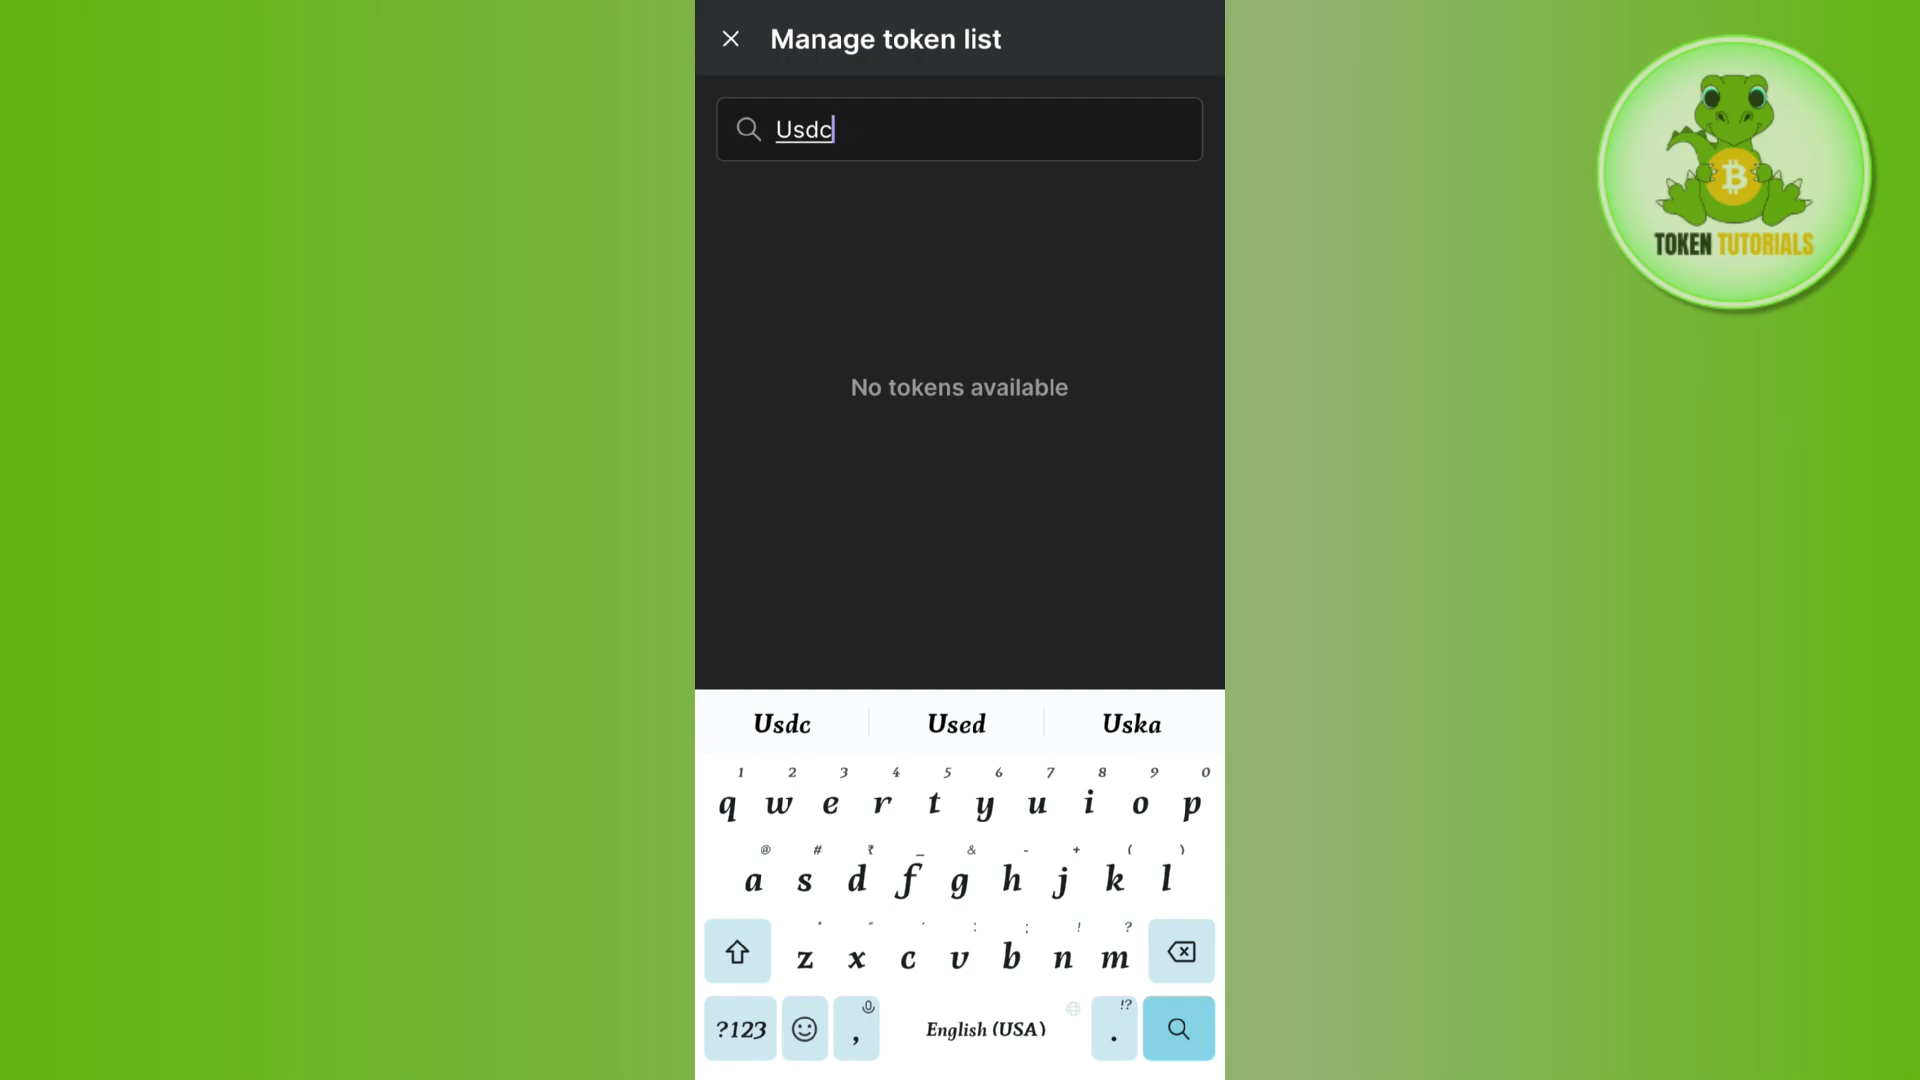 Manage token list
Usdc
TOKEN TUTORIALS
No tokens available
Usdc Used Uska
1 2 3 4 5 6 7 8 9 0
q w e r t y u i o p
@ # ₹ _ & - + ( )
a s d f g h j k l
* " ' : ; ! ?
z x c v b n m
!?
?123 , English (USA) .